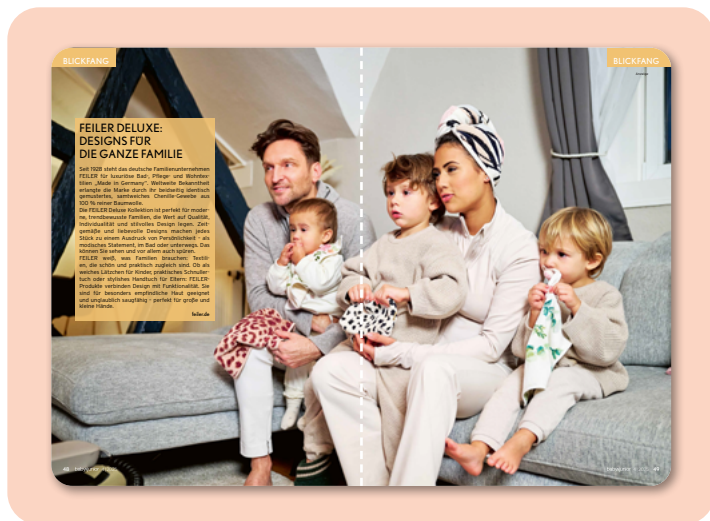 BLICKFANG
BLICKFANG
FEILER DELUXE:
DESIGNS FÜR
DIE GANZE FAMILIE
Seit 1928 steht das deutsche Familienunternehmen
FEILER für luxuriöse Bad-, Pflege- und Wohntex-
tilien „Made in Germany“. Weltweite Bekanntheit
erlangte die Marke durch ihr beidseitig identisch
gemustertes, samtweiches Chenille-Gewebe aus
100 % reiner Baumwolle.
Die FEILER Deluxe Kollektion ist perfekt für moder-
ne, trendbewusste Familien, die Wert auf Qualität,
Individualität und stilvolles Design legen. Zeit-
gemäße und liebevolle Designs machen jedes
Stück zu einem Ausdruck von Persönlichkeit – als
modisches Statement, im Bad oder unterwegs. Das
können Sie sehen und vor allem auch spüren.
FEILER weiß, was Familien brauchen: Textili-
en, die schön und praktisch zugleich sind. Ob als
weiches Lätzchen für Kinder, praktisches Schnuller-
tuch oder stylishes Handtuch für Eltern: FEILER-
Produkte verbinden Design mit Funktionalität. Sie
sind für besonders empfindliche Haut geeignet
und unglaublich saugfähig – perfekt für große und
kleine Hände.
feiler.de
48
49